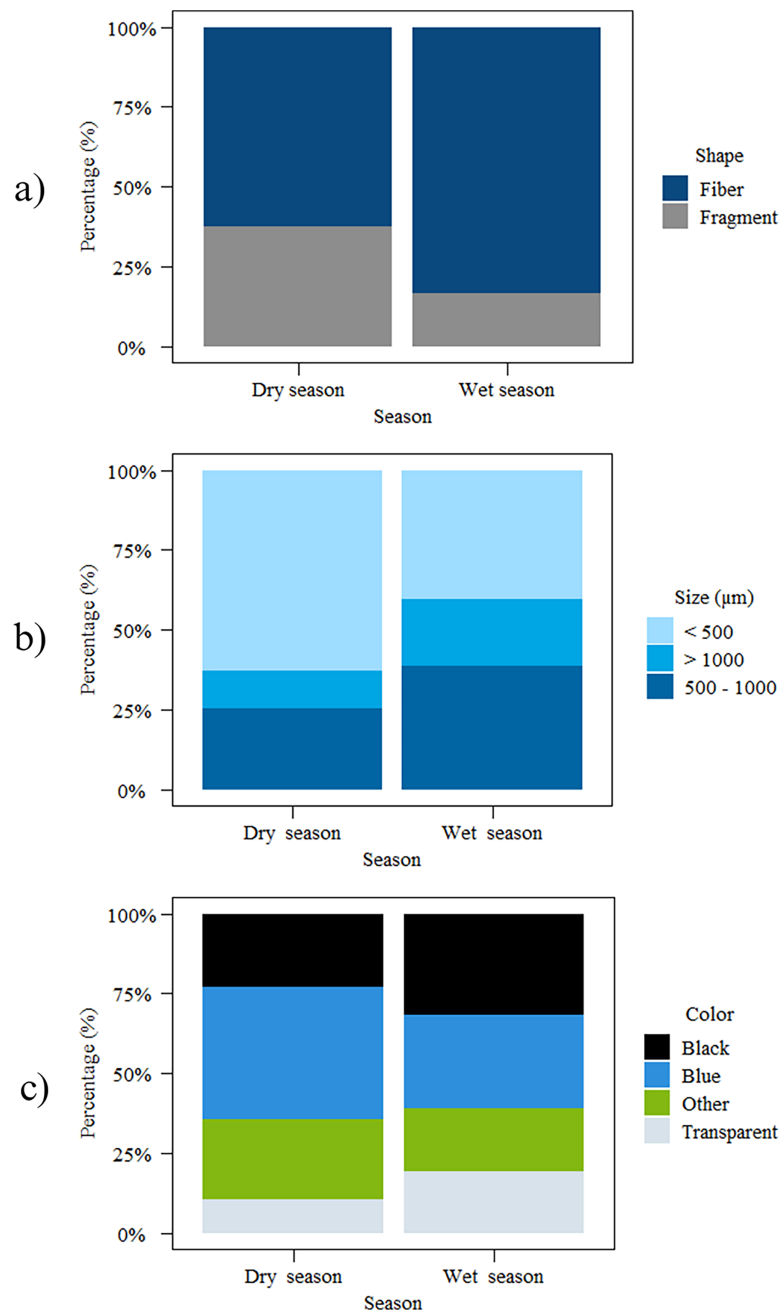 a)
Percentage (%)
100%
75%
50%
25%
0%
Dry season
Wet season
Season
Shape
Fiber
Fragment
b)
Percentage (%)
100%
75%
50%
25%
0%
Dry season
Wet season
Season
Size (μm)
< 500
> 1000
500 - 1000
c)
Percentage (%)
100%
75%
50%
25%
0%
Dry season
Wet season
Season
Color
Black
Blue
Other
Transparent